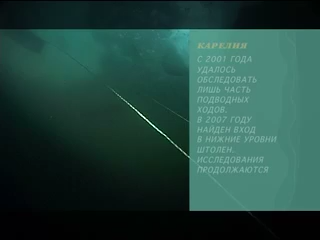 КАРЕЛИЯ
С 2001 ГОДА
УДАЛОСЬ
ОБСЛЕДОВАТЬ
ЛИШЬ ЧАСТЬ
ПОДВОДНЫХ
ХОДОВ.
В 2007 ГОДУ
НАЙДЕН ВХОД
В НИЖНИЕ УРОВНИ
ШТОЛЕН.
ИССЛЕДОВАНИЯ
ПРОДОЛЖАЮТСЯ